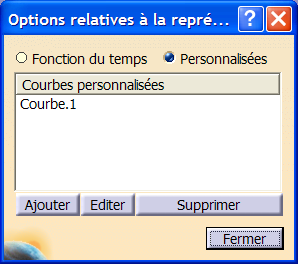 Options relatives à la repré...
Fonction du temps Personnalisées
Courbes personnalisées
Courbe.1
Ajouter Editer Supprimer
Fermer